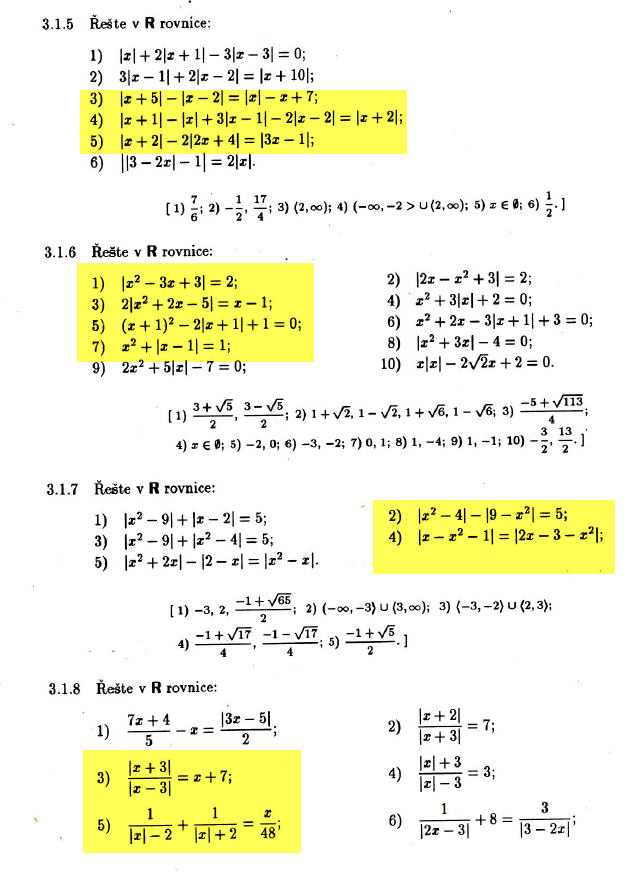 3.1.5 Řešte v R rovnice:
1) |x| + 2|x + 1| − 3|x − 3| = 0;
2) 3|x − 1| + 2|x − 2| = |x + 10|;
3) |x + 5| − |x − 2| = |x| − x + 7;
4) |x + 1| − |x| + 3|x − 1| − 2|x − 2| = |x + 2|;
5) |x + 2| − 2|2x + 4| = |3x − 1|;
6) ||3 − 2x| − 1| = 2|x|.
[ 1) 7/6; 2) −1/2, 17/4; 3) ⟨2,∞); 4) (−∞, −2 > ∪ ⟨2, ∞); 5) x ∈ ∅; 6) 1/2. ]
3.1.6 Řešte v R rovnice:
1) |x² − 3x + 3| = 2; 2) |2x − x² + 3| = 2;
3) 2|x² + 2x − 5| = x − 1; 4) x² + 3|x| + 2 = 0;
5) (x + 1)² − 2|x + 1| + 1 = 0; 6) x² + 2x − 3|x + 1| + 3 = 0;
7) x² + |x − 1| = 1; 8) |x² + 3x| − 4 = 0;
9) 2x² + 5|x| − 7 = 0; 10) x|x| − 2√2x + 2 = 0.
[ 1) (3 + √5)/2, (3 − √5)/2; 2) 1 + √2, 1 − √2, 1 + √6, 1 − √6; 3) (−5 + √113)/4;
4) x ∈ ∅; 5) −2, 0; 6) −3, −2; 7) 0, 1; 8) 1, −4; 9) 1, −1; 10) −3/2, 13/2. ]
3.1.7 Řešte v R rovnice:
1) |x² − 9| + |x − 2| = 5; 2) |x² − 4| − |9 − x²| = 5;
3) |x² − 9| + |x² − 4| = 5; 4) |x − x² − 1| = |2x − 3 − x²|;
5) |x² + 2x| − |2 − x| = |x² − x|.
[ 1) −3, 2, (−1 + √65)/2; 2) (−∞, −3⟩ ∪ ⟨3, ∞); 3) ⟨−3, −2⟩ ∪ ⟨2, 3⟩;
4) (−1 + √17)/4, (−1 − √17)/4; 5) (−1 + √5)/2. ]
3.1.8 Řešte v R rovnice:
1) (7x + 4)/5 − x = |3x − 5|/2; 2) |x + 2|/|x + 3| = 7;
3) |x + 3|/|x − 3| = x + 7; 4) (|x| + 3)/(|x| − 3) = 3;
5) 1/(|x| − 2) + 1/(|x| + 2) = x/48; 6) 1/|2x − 3| + 8 = 3/|3 − 2x|;